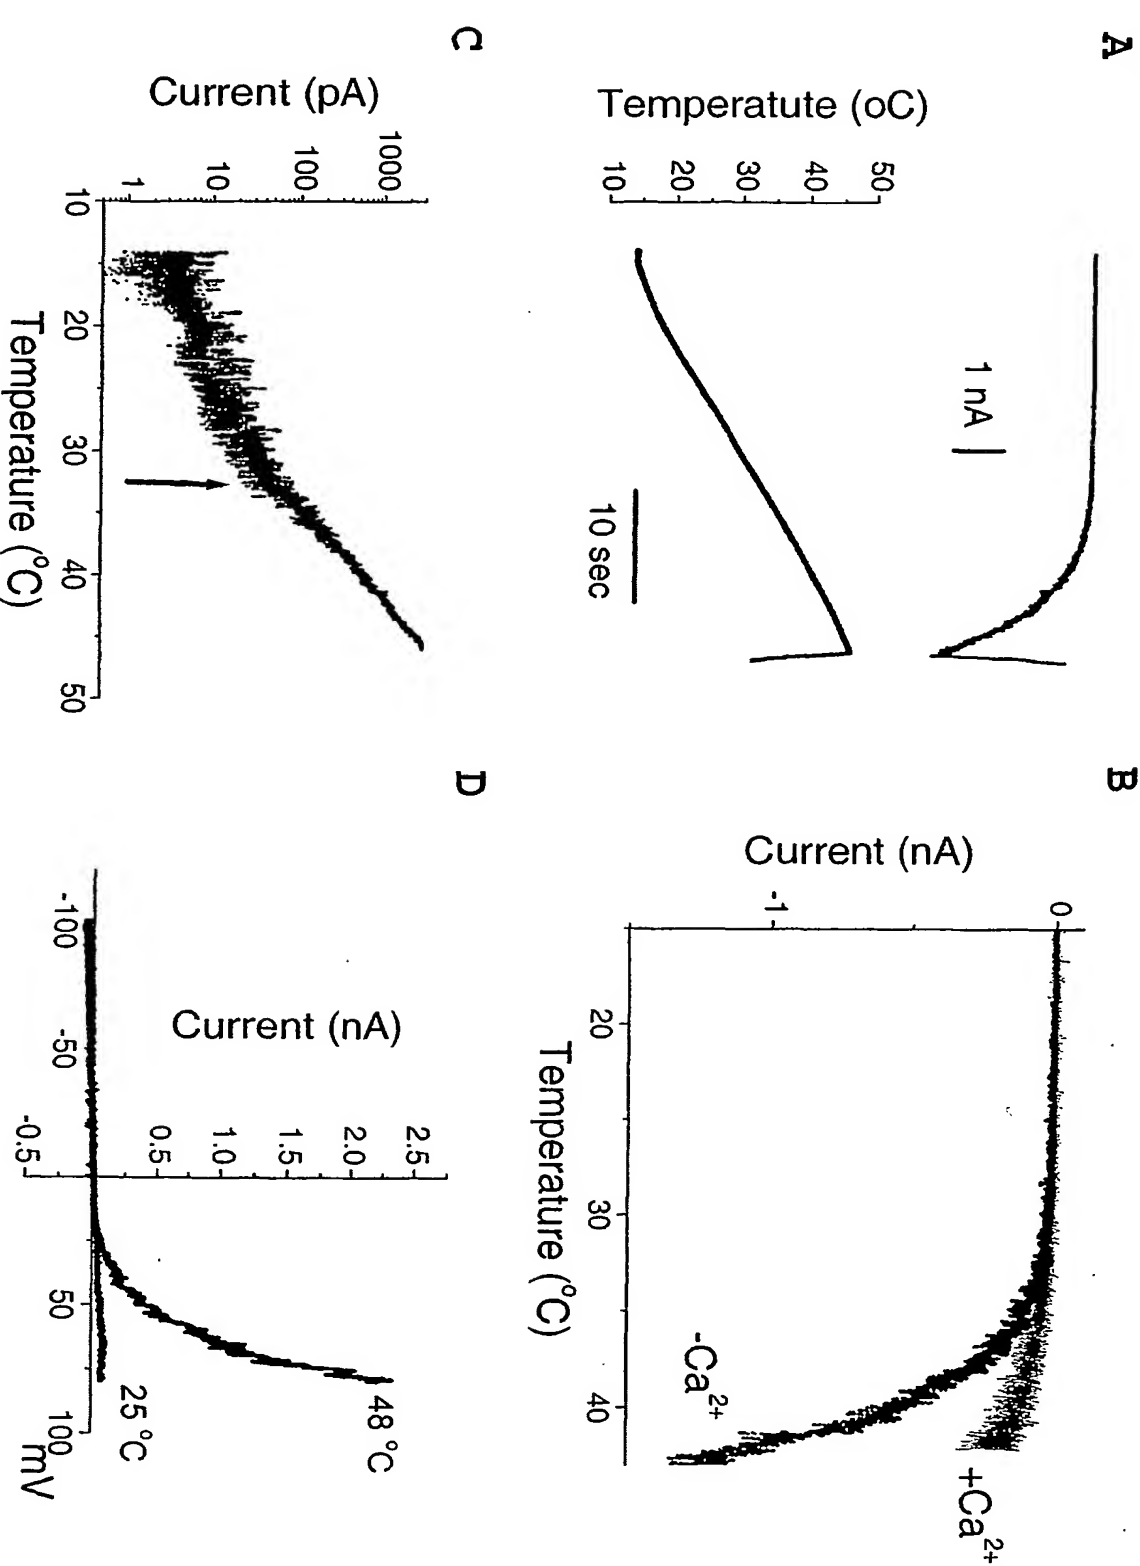 A
Temperatute (oC)
50
40
30
20
10
1 nA
10 sec
B
Current (nA)
0
-1
20
30
40
Temperature (°C)
-Ca2+
+Ca2+
C
Current (pA)
1000
100
10
1
10
20
30
40
50
Temperature (°C)
D
Current (nA)
2.5
2.0
1.5
1.0
0.5
-0.5
-100
-50
50
100
mV
48 °C
25 °C